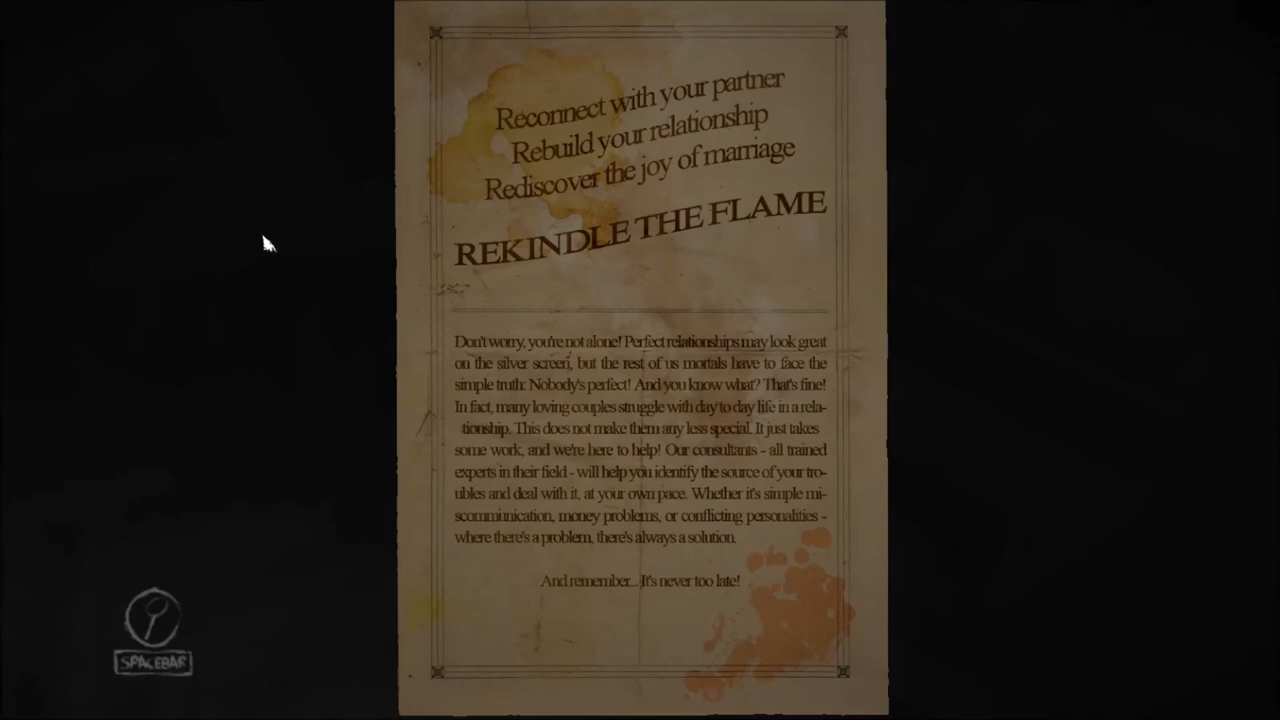 Reconnect with your partner
Rebuild your relationship
Rediscover the joy of marriage
REKINDLE THE FLAME
Don't worry, you're not alone! Perfect relationships may look great
on the silver screen, but the rest of us mortals have to face the
simple truth: Nobody's perfect! And you know what? That's fine!
In fact, many loving couples struggle with day to day life in a rela-
tionship. This does not make them any less special. It just takes
some work, and we're here to help! Our consultants - all trained
experts in their field - will help you identify the source of your tro-
ubles and deal with it, at your own pace. Whether it's simple mi-
scommunication, money problems, or conflicting personalities -
where there's a problem, there's always a solution.
And remember... It's never too late!
SPACEBAR